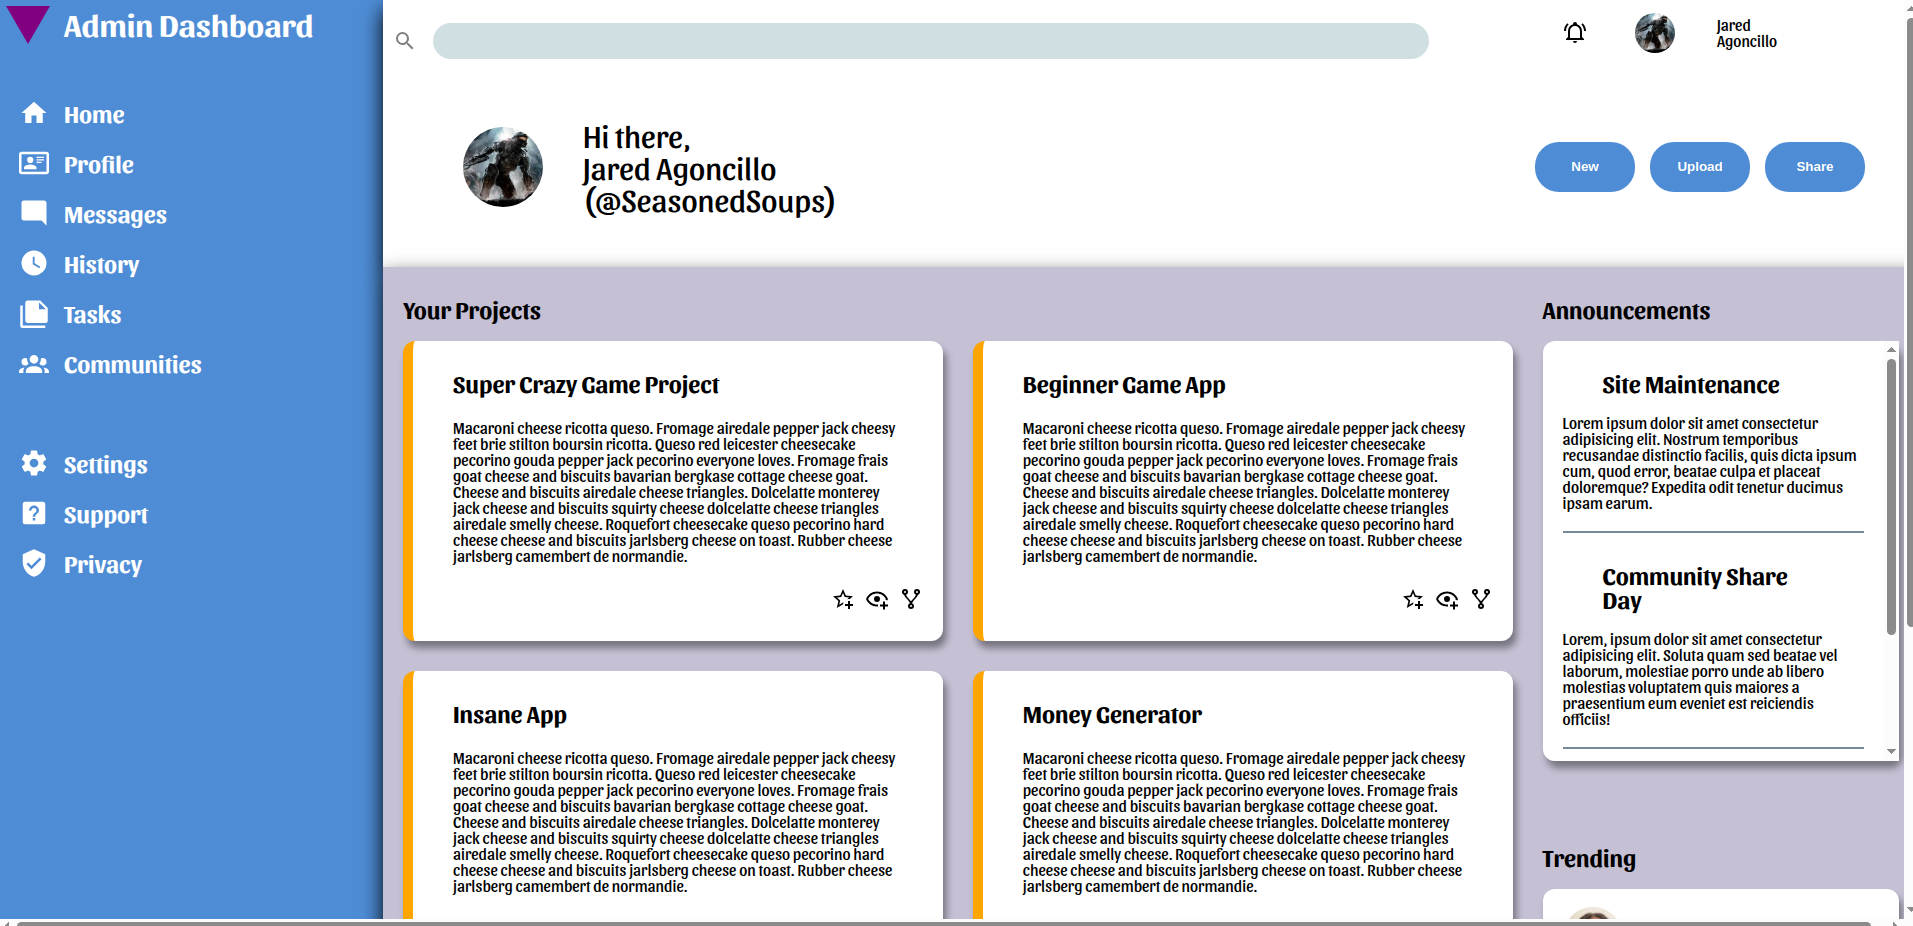 Admin Dashboard
Home
Profile
Messages
History
Tasks
Communities
Settings
Support
Privacy
Jared
Agoncillo
Hi there,
Jared Agoncillo
(@SeasonedSoups)
New
Upload
Share
Your Projects
Super Crazy Game Project
Macaroni cheese ricotta queso. Fromage airedale pepper jack cheesy
feet brie stilton boursin ricotta. Queso red leicester cheesecake
pecorino gouda pepper jack pecorino everyone loves. Fromage frais
goat cheese and biscuits bavarian bergkase cottage cheese goat.
Cheese and biscuits airedale cheese triangles. Dolcelatte monterey
jack cheese and biscuits squirty cheese dolcelatte cheese triangles
airedale smelly cheese. Roquefort cheesecake queso pecorino hard
cheese cheese and biscuits jarlsberg cheese on toast. Rubber cheese
jarlsberg camembert de normandie.
Beginner Game App
Macaroni cheese ricotta queso. Fromage airedale pepper jack cheesy
feet brie stilton boursin ricotta. Queso red leicester cheesecake
pecorino gouda pepper jack pecorino everyone loves. Fromage frais
goat cheese and biscuits bavarian bergkase cottage cheese goat.
Cheese and biscuits airedale cheese triangles. Dolcelatte monterey
jack cheese and biscuits squirty cheese dolcelatte cheese triangles
airedale smelly cheese. Roquefort cheesecake queso pecorino hard
cheese cheese and biscuits jarlsberg cheese on toast. Rubber cheese
jarlsberg camembert de normandie.
Insane App
Macaroni cheese ricotta queso. Fromage airedale pepper jack cheesy
feet brie stilton boursin ricotta. Queso red leicester cheesecake
pecorino gouda pepper jack pecorino everyone loves. Fromage frais
goat cheese and biscuits bavarian bergkase cottage cheese goat.
Cheese and biscuits airedale cheese triangles. Dolcelatte monterey
jack cheese and biscuits squirty cheese dolcelatte cheese triangles
airedale smelly cheese. Roquefort cheesecake queso pecorino hard
cheese cheese and biscuits jarlsberg cheese on toast. Rubber cheese
jarlsberg camembert de normandie.
Money Generator
Macaroni cheese ricotta queso. Fromage airedale pepper jack cheesy
feet brie stilton boursin ricotta. Queso red leicester cheesecake
pecorino gouda pepper jack pecorino everyone loves. Fromage frais
goat cheese and biscuits bavarian bergkase cottage cheese goat.
Cheese and biscuits airedale cheese triangles. Dolcelatte monterey
jack cheese and biscuits squirty cheese dolcelatte cheese triangles
airedale smelly cheese. Roquefort cheesecake queso pecorino hard
cheese cheese and biscuits jarlsberg cheese on toast. Rubber cheese
jarlsberg camembert de normandie.
Announcements
Site Maintenance
Lorem ipsum dolor sit amet consectetur
adipisicing elit. Nostrum temporibus
recusandae distinctio facilis, quis dicta ipsum
cum, quod error, beatae culpa et placeat
doloremque? Expedita odit tenetur ducimus
ipsam earum.
Community Share
Day
Lorem, ipsum dolor sit amet consectetur
adipisicing elit. Soluta quam sed beatae vel
laborum, molestiae porro unde ab libero
molestias voluptatem quis maiores a
praesentium eum eveniet est reiciendis
officiis!
Trending